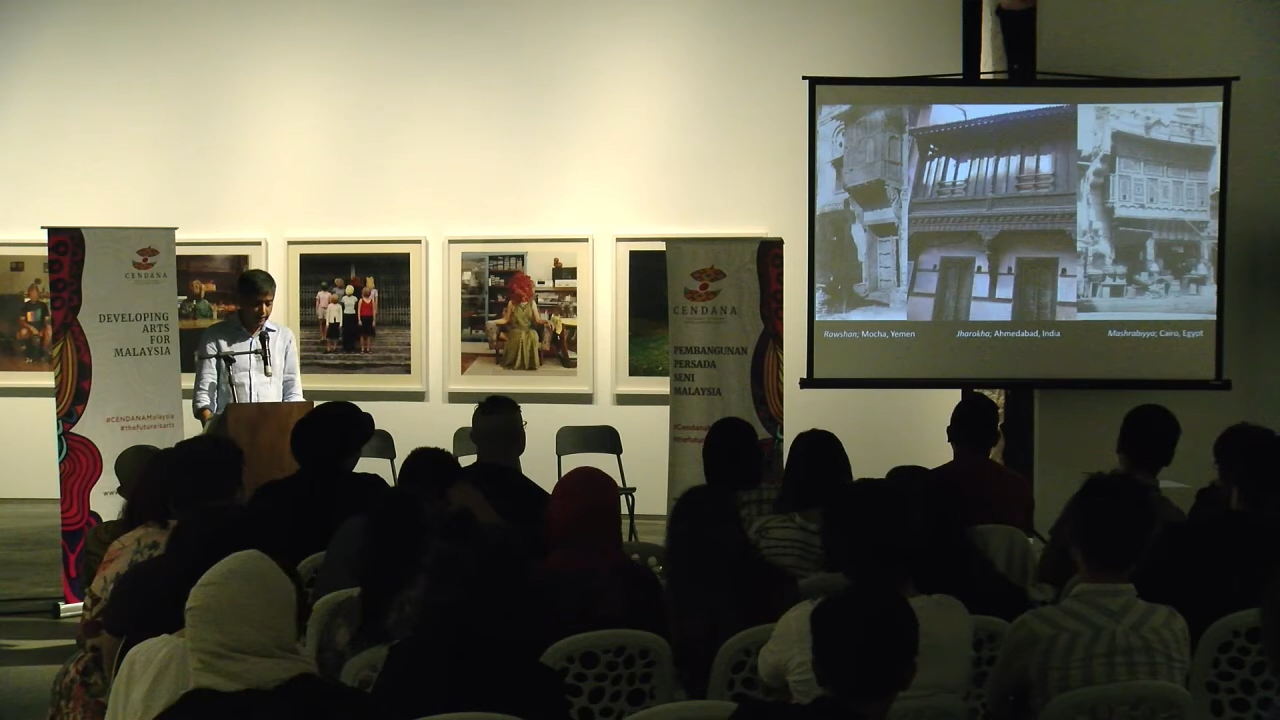 CENDANA
DEVELOPING
ARTS
FOR
MALAYSIA
#CENDANAMalaysia
#thefutureisarts
CENDANA
PEMBANGUNAN
PERSADA
SENI
MALAYSIA
Rowshan; Mocha, Yemen
Jharokha; Ahmedabad, India
Mashrabiyya; Cairo, Egypt